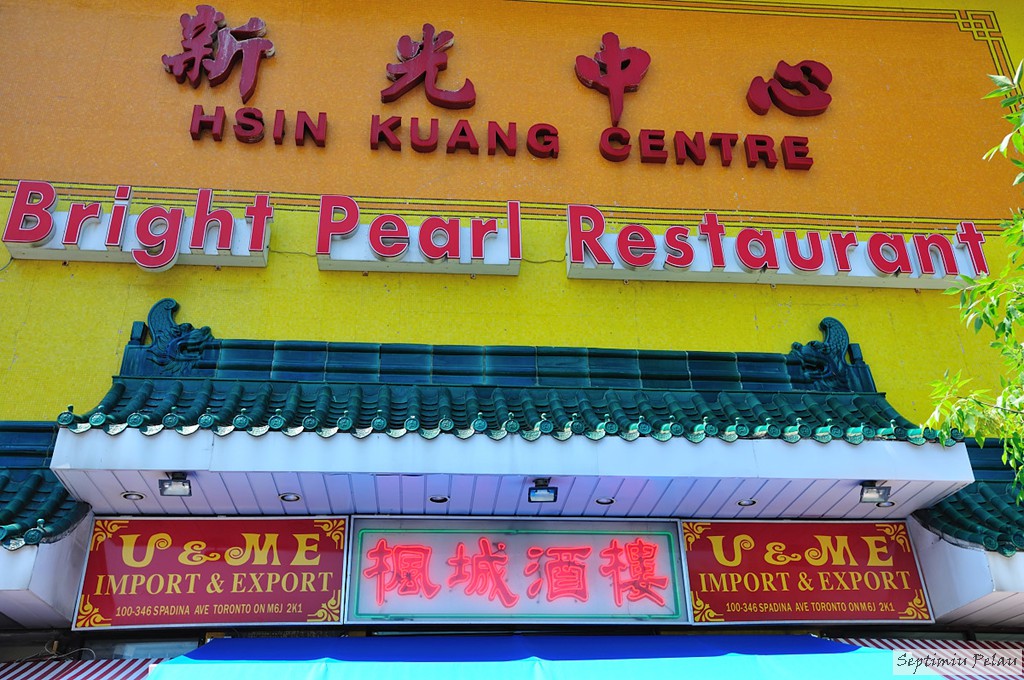 新光中心
HSIN KUANG CENTRE
Bright Pearl Restaurant
U & ME
IMPORT & EXPORT
100-346 SPADINA AVE TORONTO ON M6J 2K1
楓城酒樓
U & ME
IMPORT & EXPORT
100-346 SPADINA AVE TORONTO ON M6J 2K1
Septimiu Pelau